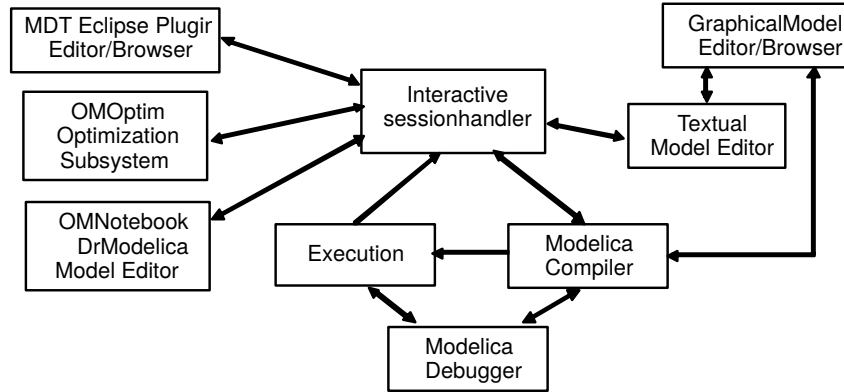 MDT Eclipse Plugir
Editor/Browser
GraphicalModel
Editor/Browser
Interactive
sessionhandler
OMOptim
Optimization
Subsystem
Textual
Model Editor
OMNotebook
DrModelica
Model Editor
Execution
Modelica
Compiler
Modelica
Debugger